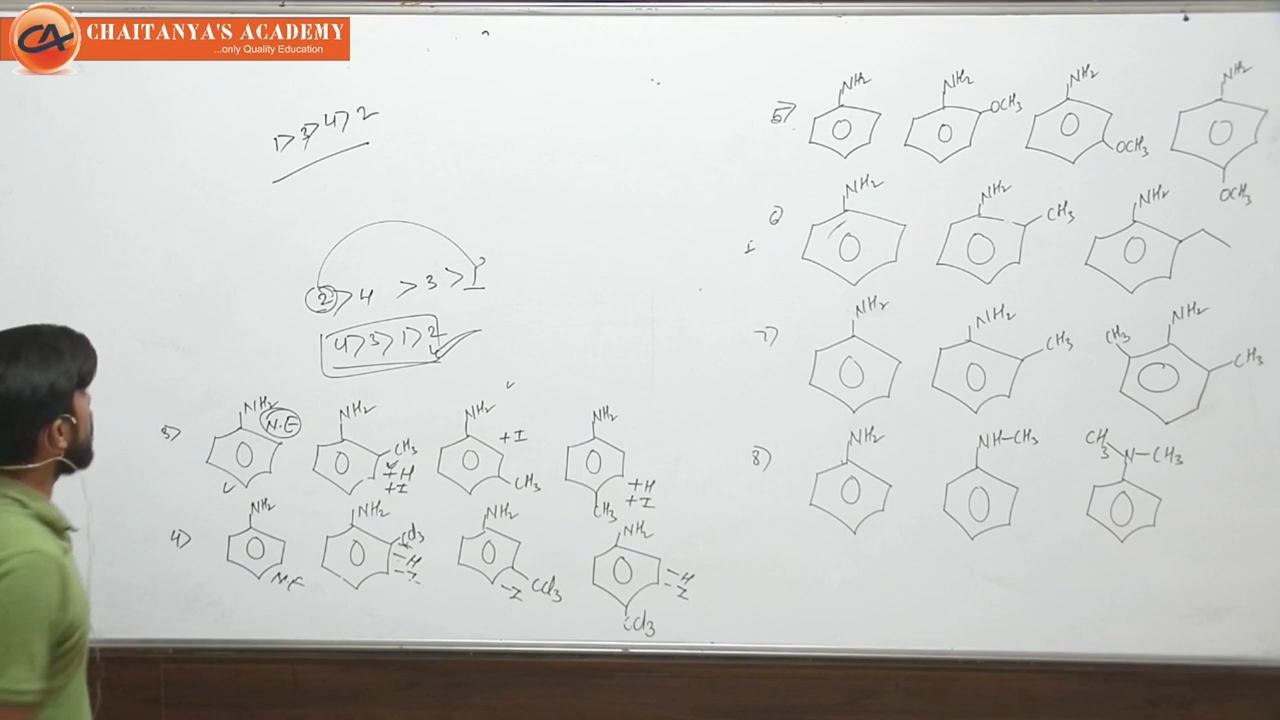 CHAITANYA'S ACADEMY
...only Quality Education
CA
1>3>4>2
2>4 >3 >1
4>3>1>2
3) NH2 N.E NH2 CH3 +H +I NH2 +I CH3 NH2 +H +I CH3
4) NH2 N.E NH2 CCl3 -H -I NH2 -I CCl3 NH2 -H -I CCl3
5) NH2 NH2 OCH3 NH2 OCH3 NH2 OCH3
6) NH2 NH2 CH3 NH2
I
7) NH2 NH2 CH3 CH3 NH2 CH3
8) NH2 NH-CH3 CH3 N-CH3